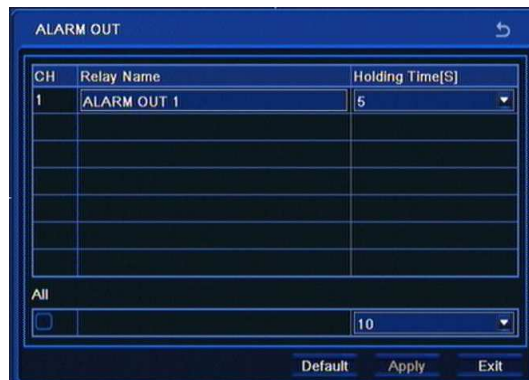 ALARM OUT
CH Relay Name Holding Time[S]
1 ALARM OUT 1 5
All
10
Default Apply Exit